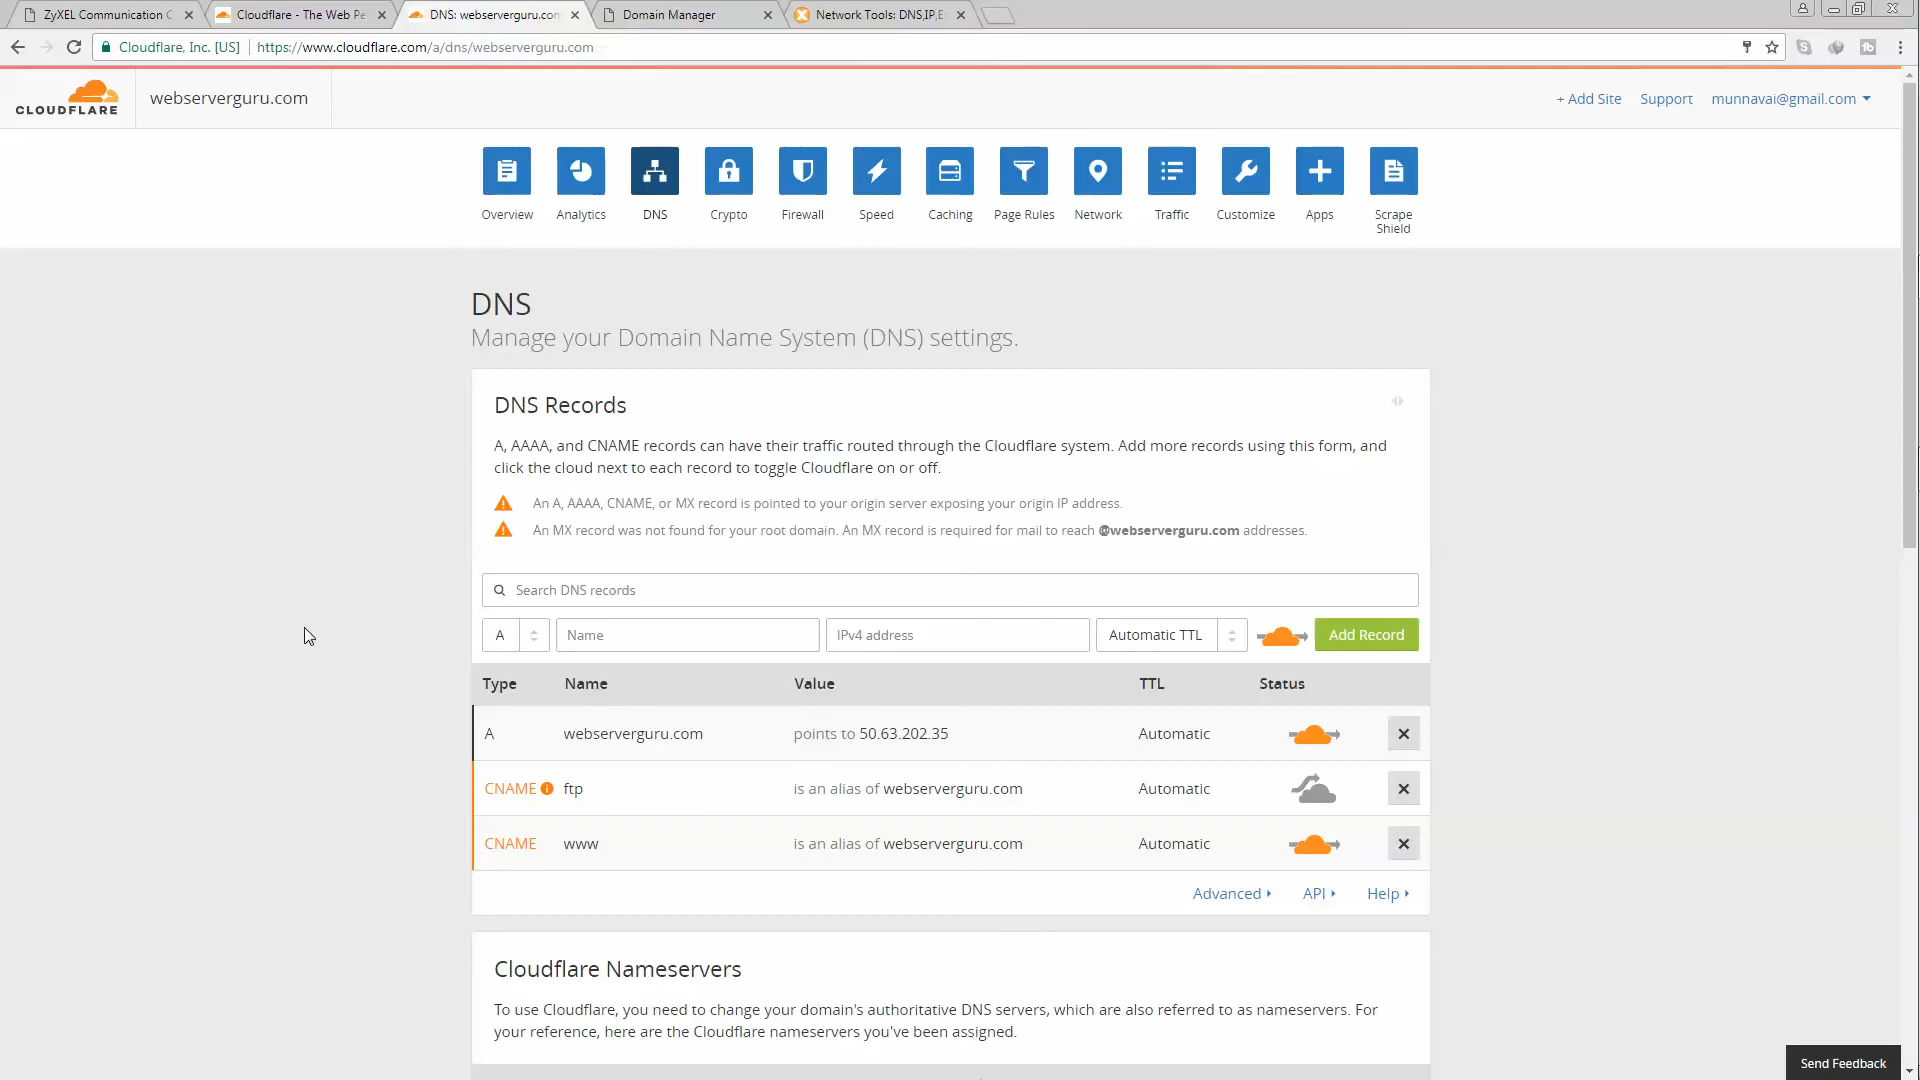 ZyXEL Communication C
Cloudflare - The Web Pe
DNS: webserverguru.com
Domain Manager
Network Tools: DNS,IP,E
Cloudflare, Inc. [US]
https://www.cloudflare.com/a/dns/webserverguru.com
CLOUDFLARE
webserverguru.com
+ Add Site
Support
munnavai@gmail.com
Overview
Analytics
DNS
Crypto
Firewall
Speed
Caching
Page Rules
Network
Traffic
Customize
Apps
Scrape
Shield
DNS
Manage your Domain Name System (DNS) settings.
DNS Records
A, AAAA, and CNAME records can have their traffic routed through the Cloudflare system. Add more records using this form, and
click the cloud next to each record to toggle Cloudflare on or off.
An A, AAAA, CNAME, or MX record is pointed to your origin server exposing your origin IP address.
An MX record was not found for your root domain. An MX record is required for mail to reach @webserverguru.com addresses.
Search DNS records
A
Name
IPv4 address
Automatic TTL
Add Record
Type Name Value TTL Status
A webserverguru.com points to 50.63.202.35 Automatic
CNAME ftp is an alias of webserverguru.com Automatic
CNAME www is an alias of webserverguru.com Automatic
Advanced
API
Help
Cloudflare Nameservers
To use Cloudflare, you need to change your domain's authoritative DNS servers, which are also referred to as nameservers. For
your reference, here are the Cloudflare nameservers you've been assigned.
Send Feedback